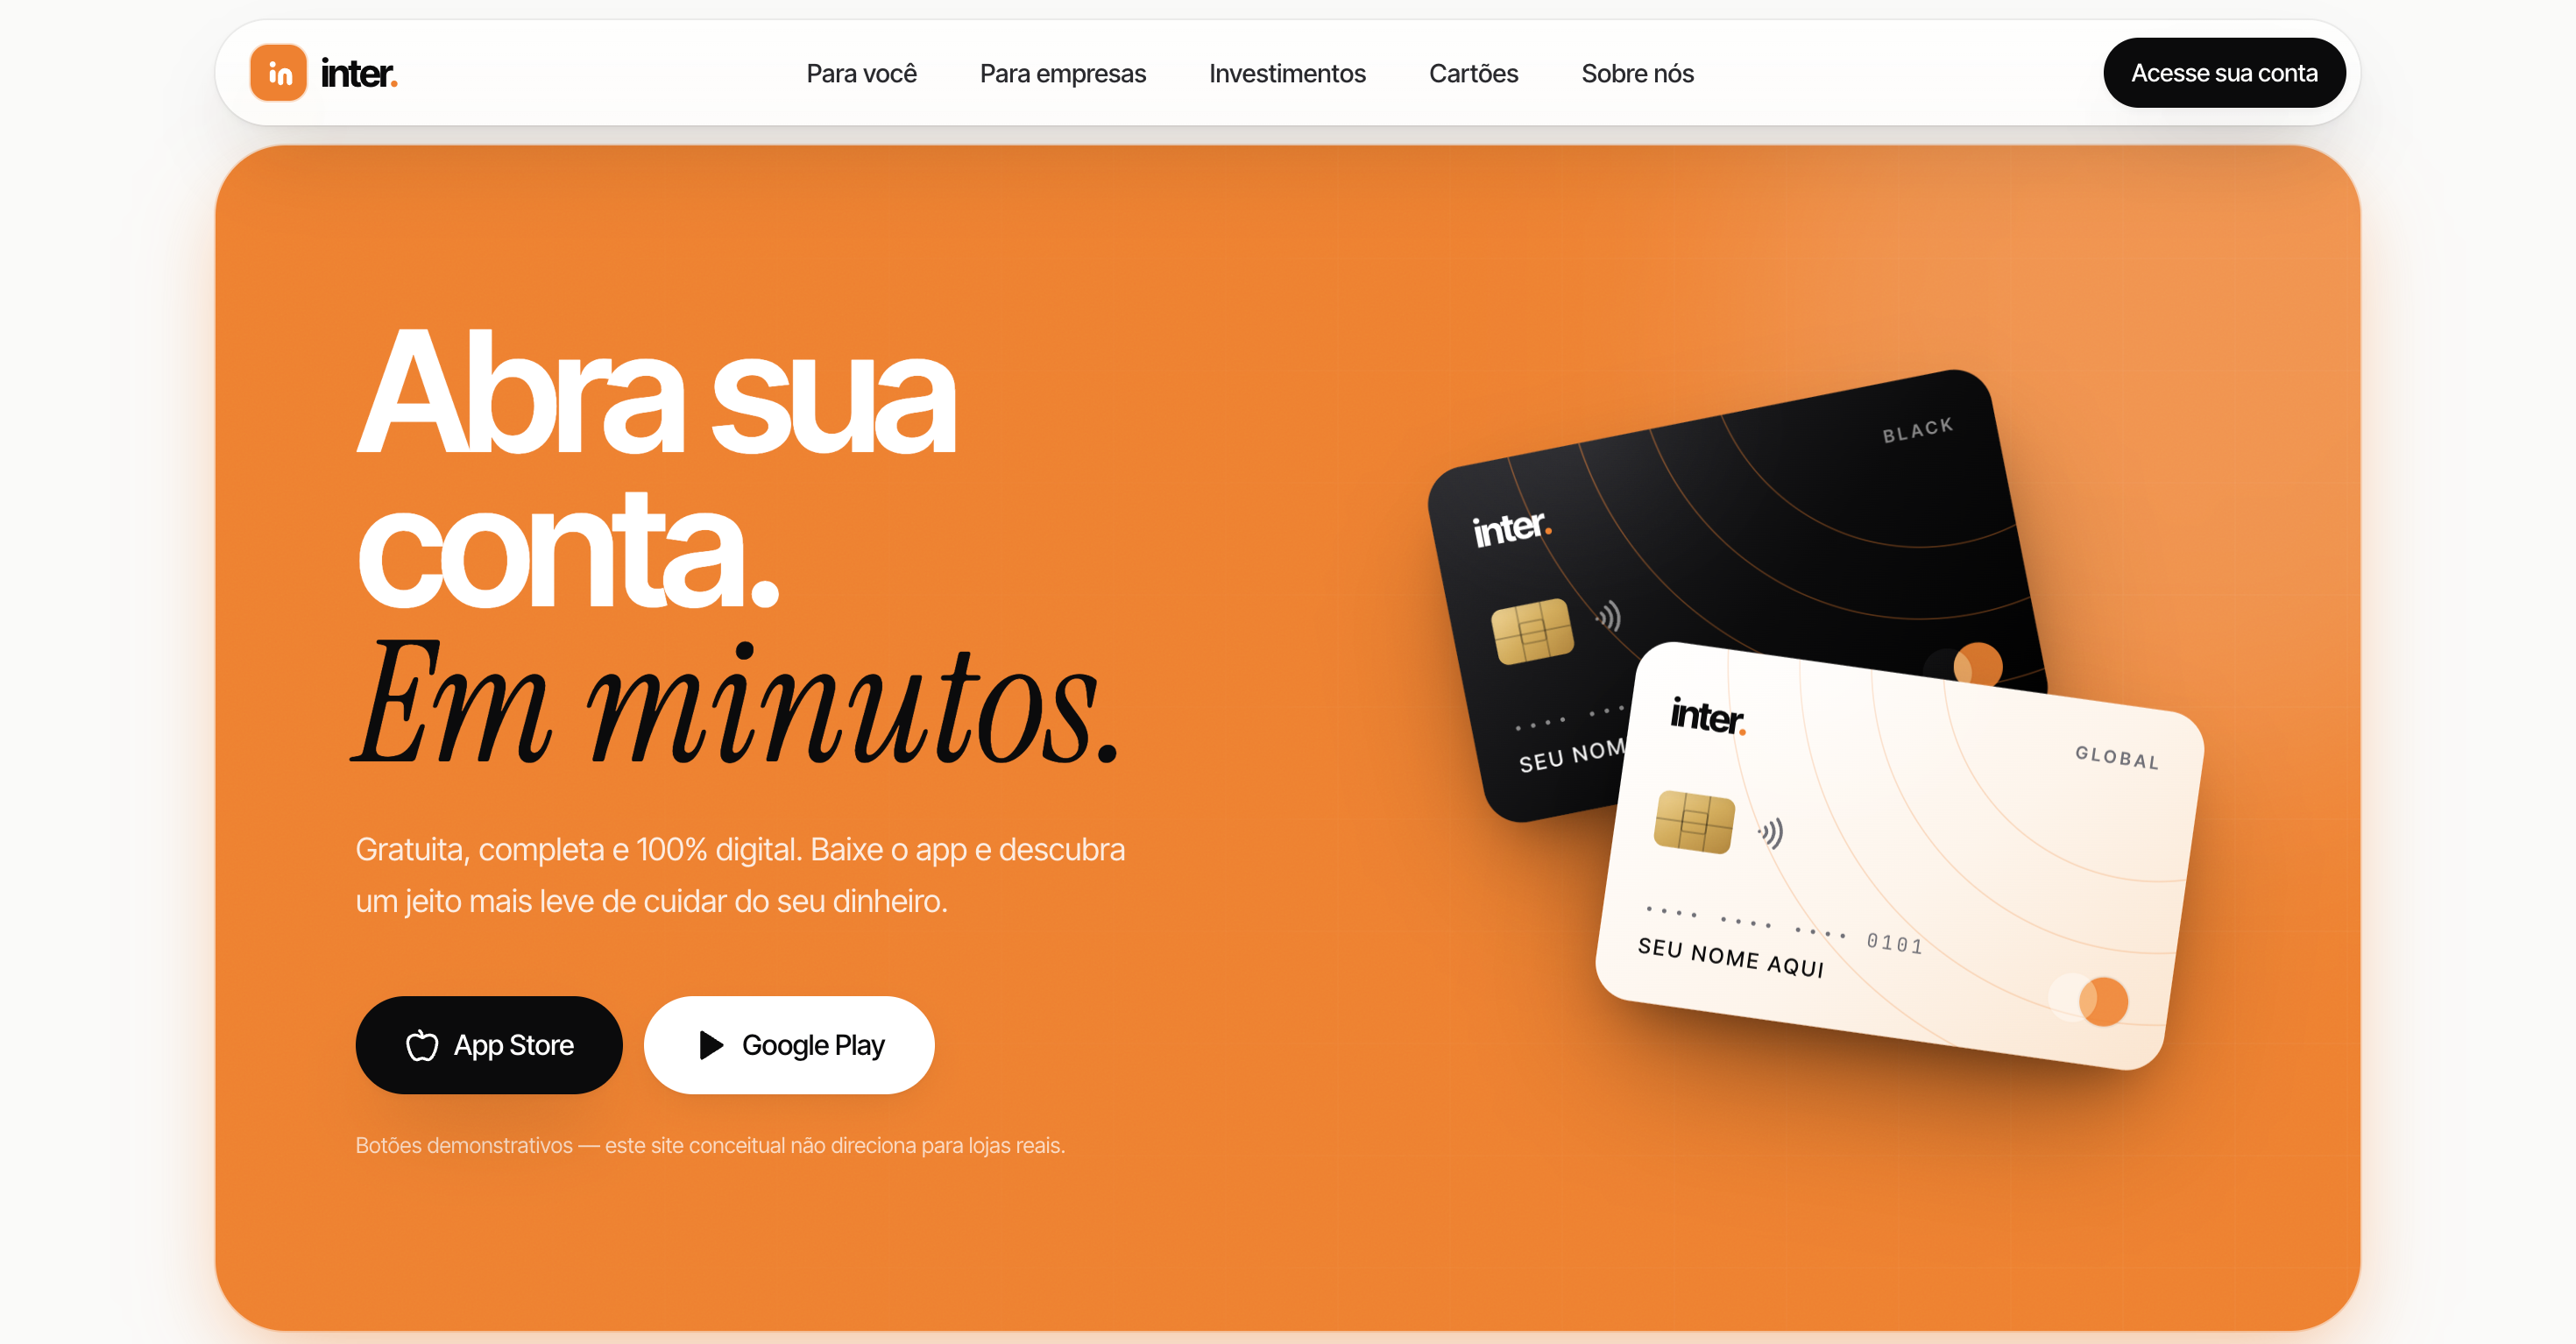 in inter.
Para você Para empresas Investimentos Cartões Sobre nós
Acesse sua conta
Abra sua
conta.
Em minutos.
Gratuita, completa e 100% digital. Baixe o app e descubra
um jeito mais leve de cuidar do seu dinheiro.
App Store
Google Play
Botões demonstrativos — este site conceitual não direciona para lojas reais.
BLACK
inter.
•••• •••
SEU NOM
inter.
GLOBAL
•••• •••• •••• 0101
SEU NOME AQUI